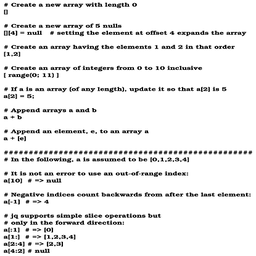 # Create a new array with length 0
[]
# Create a new array of 5 nulls
[][4] = null   # setting the element at offset 4 expands the array
# Create an array having the elements 1 and 2 in that order
[1,2]
# Create an array of integers from 0 to 10 inclusive
[ range(0; 11) ]
# If a is an array (of any length), update it so that a[2] is 5
a[2] = 5;
# Append arrays a and b
a + b
# Append an element, e, to an array a
a + [e]
##################################################
# In the following, a is assumed to be [0,1,2,3,4]
# It is not an error to use an out-of-range index:
a[10]  # => null
# Negative indices count backwards from after the last element:
a[-1]  # => 4
# jq supports simple slice operations but
# only in the forward direction:
a[:1]  # => [0]
a[1:]  # => [1,2,3,4]
a[2:4] # => [2,3]
a[4:2] # null